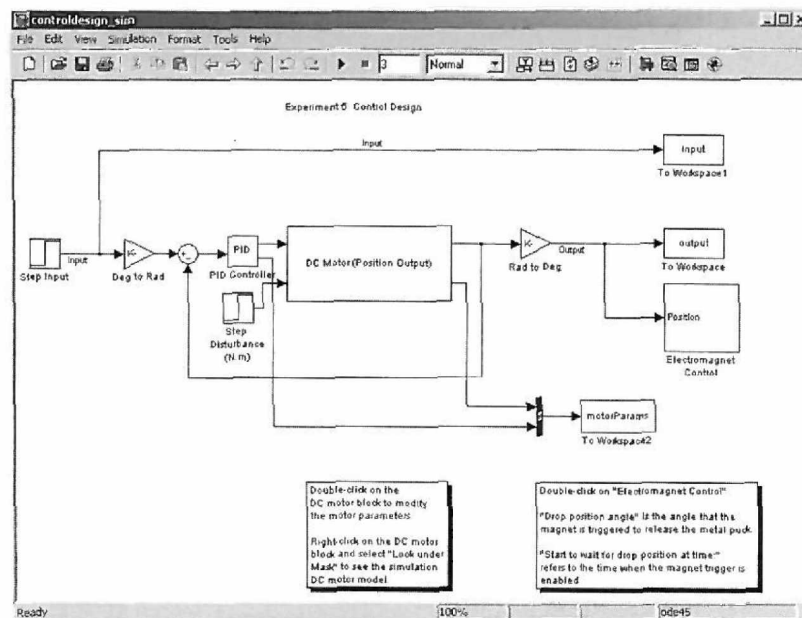 controldesign_sim
File Edit View Simulation Format Tools Help
3 Normal
Experiment 6 Control Design
Input
input
To Workspace1
Step Input
Input
Deg to Rad
PID
PID Controller
DC Motor(Position Output)
Rad to Deg
Output
output
To Workspace
Step
Disturbance
(N.m)
Position
Electromagnet
Control
motorParams
To Workspace2
Double-click on the
DC motor block to modify
the motor parameters
Right-click on the DC motor
block and select "Look under
Mask" to see the simulation
DC motor model
Double-click on "Electromagnet Control"
"Drop position angle" is the angle that the
magnet is triggered to release the metal puck.
"Start to wait for drop position at time:"
refers to the time when the magnet trigger is
enabled
Ready 100% ode45